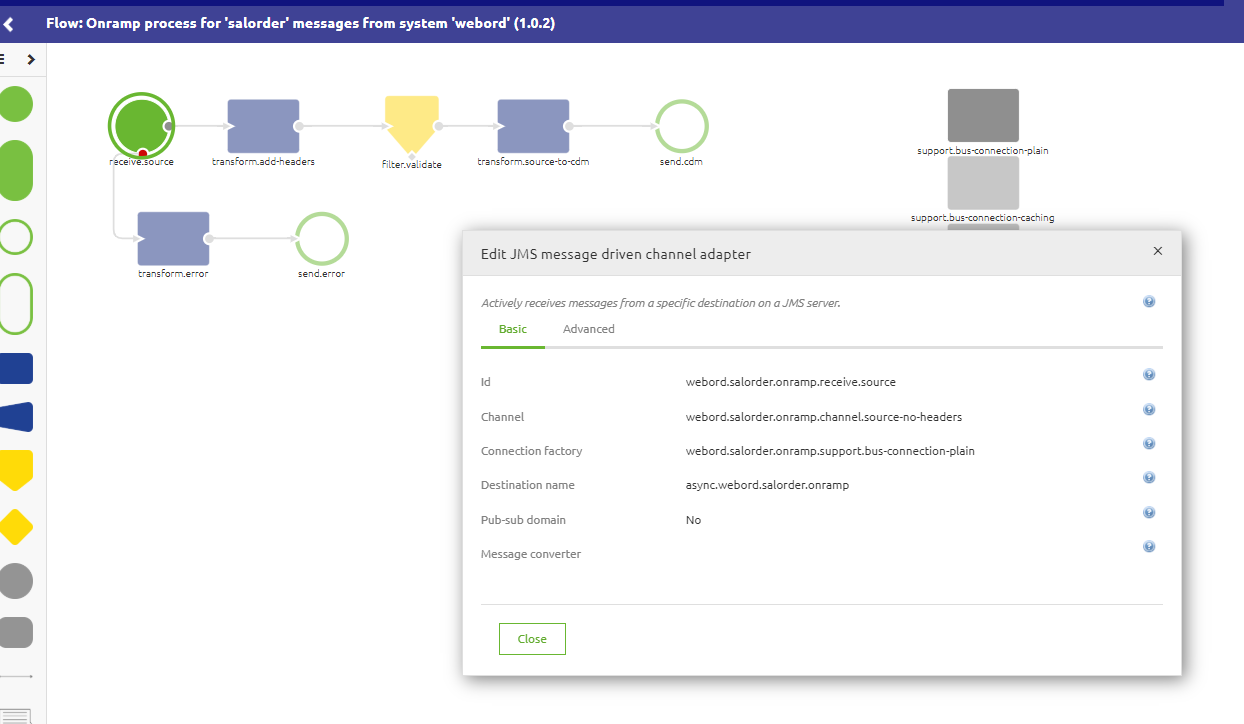 Flow: Onramp process for 'salorder' messages from system 'webord' (1.0.2)
receive.source
transform.add-headers
filter.validate
transform.source-to-cdm
send.cdm
support.bus-connection-plain
support.bus-connection-caching
transform.error
send.error
Edit JMS message driven channel adapter
Actively receives messages from a specific destination on a JMS server.
Basic Advanced
Id webord.salorder.onramp.receive.source
Channel webord.salorder.onramp.channel.source-no-headers
Connection factory webord.salorder.onramp.support.bus-connection-plain
Destination name async.webord.salorder.onramp
Pub-sub domain No
Message converter
Close